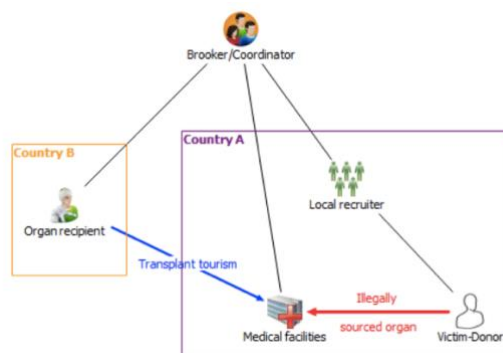 Brooker/Coordinator
Country B
Country A
Organ recipient
Local recruiter
Transplant tourism
Illegally
sourced organ
Medical facilities
Victim-Donor